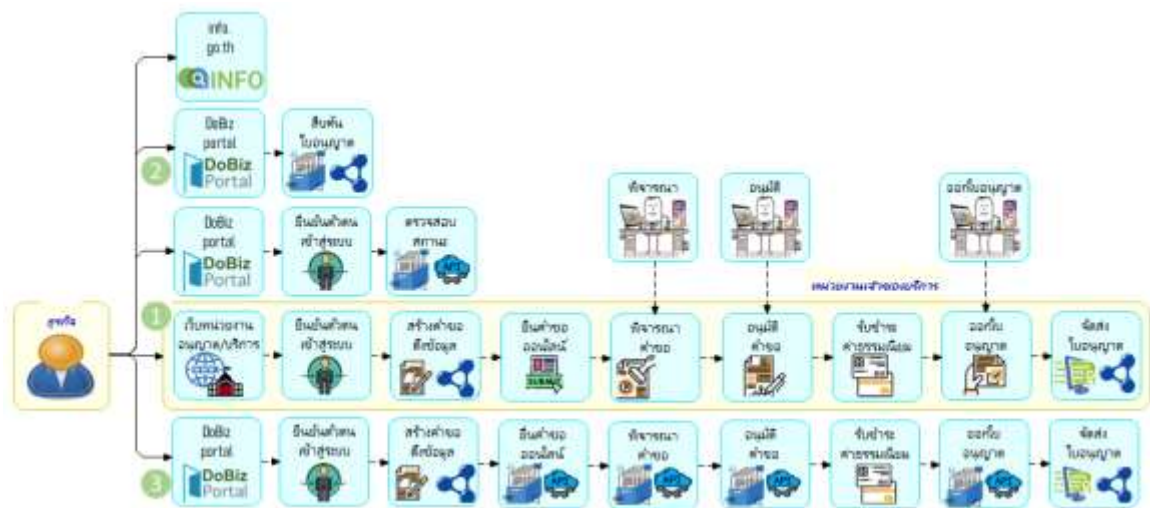 info.
go.th
INFO
DoBiz
portal
DoBiz
Portal
2
สืบค้น
ใบอนุญาต
พิจารณา
อนุมัติ
ออกใบอนุญาต
DoBiz
portal
DoBiz
Portal
ยืนยันตัวตน
เข้าสู่ระบบ
ตรวจสอบ
สถานะ
API
หน่วยงานเจ้าของบริการ
ธุรกิจ
1
เว็บหน่วยงาน
อนุญาต/บริการ
ยืนยันตัวตน
เข้าสู่ระบบ
สร้างคำขอ
ดึงข้อมูล
ยื่นคำขอ
ออนไลน์
SUBMIT
พิจารณา
คำขอ
อนุมัติ
คำขอ
รับชำระ
ค่าธรรมเนียม
ออกใบ
อนุญาต
จัดส่ง
ใบอนุญาต
3
DoBiz
portal
DoBiz
Portal
ยืนยันตัวตน
เข้าสู่ระบบ
สร้างคำขอ
ดึงข้อมูล
ยื่นคำขอ
ออนไลน์
API
พิจารณา
คำขอ
API
อนุมัติ
คำขอ
API
รับชำระ
ค่าธรรมเนียม
ออกใบ
อนุญาต
API
จัดส่ง
ใบอนุญาต